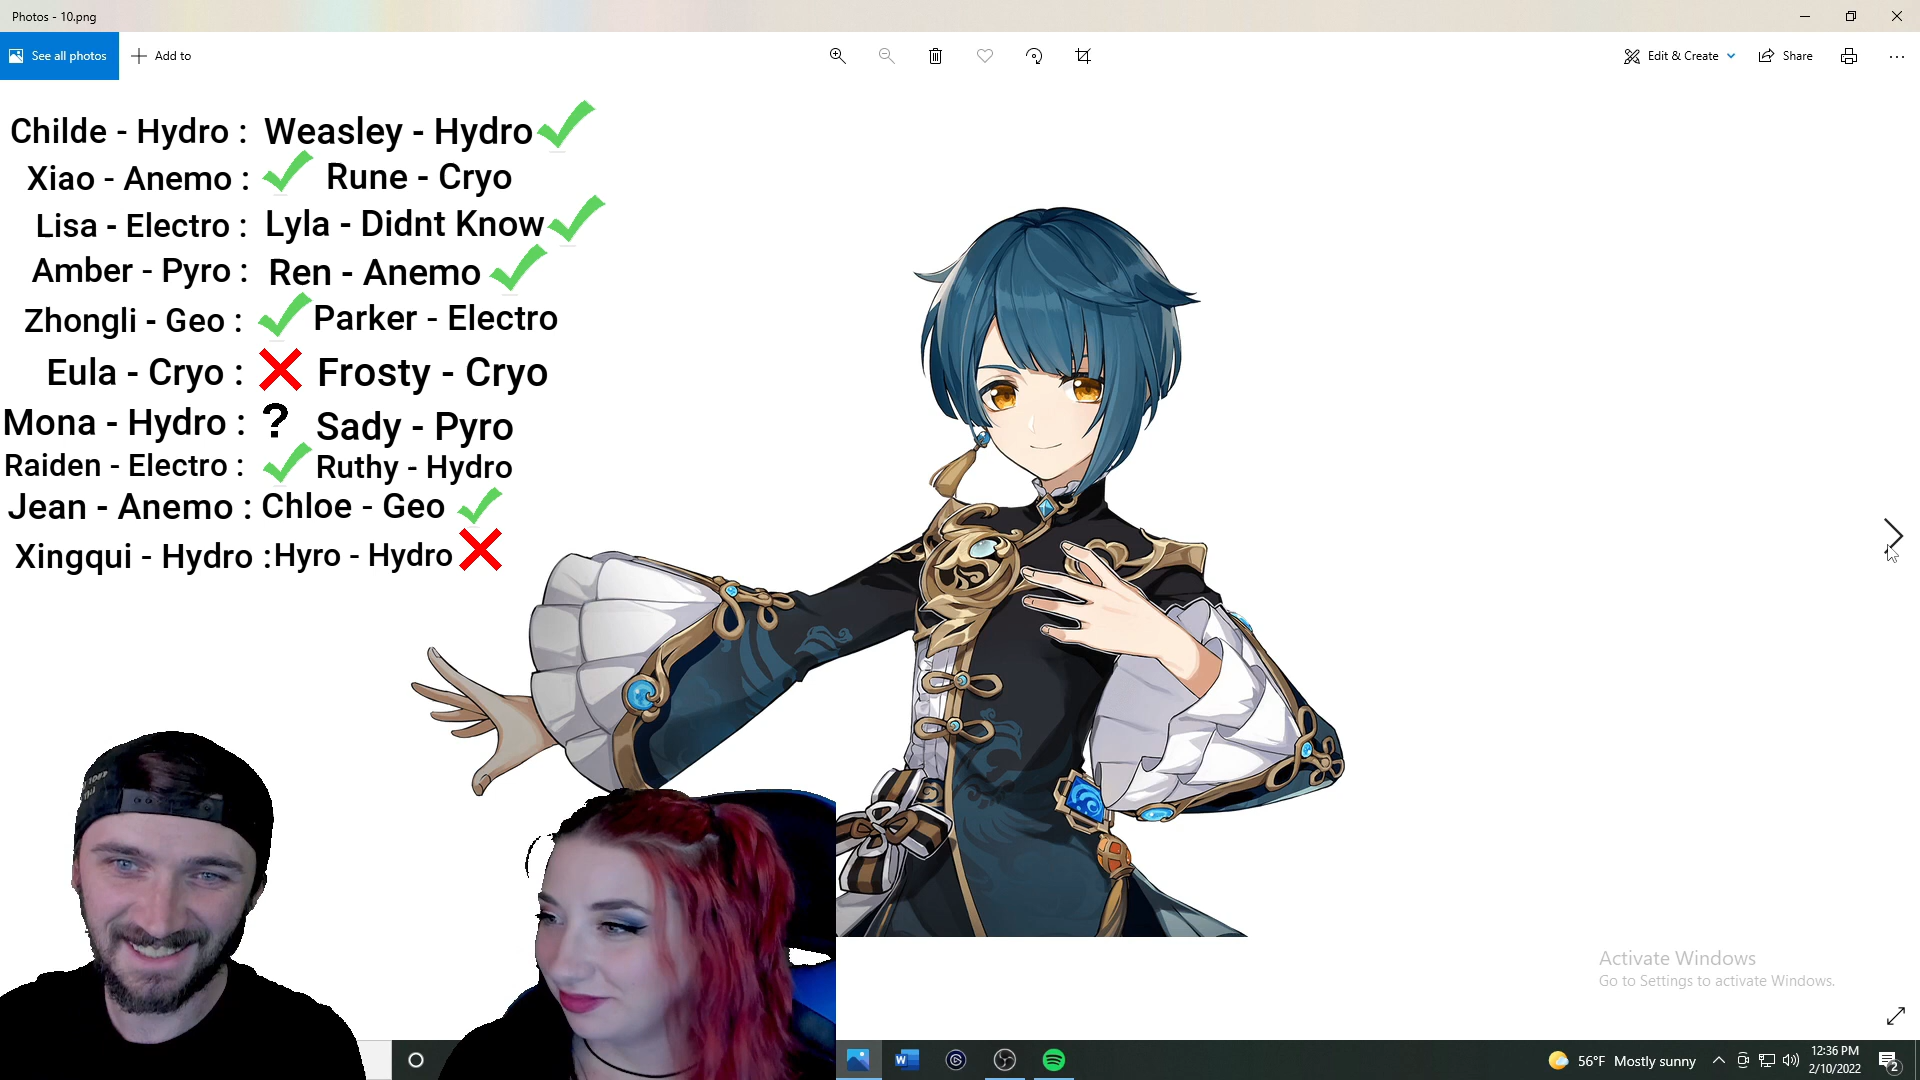 Photos - 10.png
See all photos
Add to
Edit & Create
Share
Childe - Hydro : Weasley - Hydro
Xiao - Anemo : Rune - Cryo
Lisa - Electro : Lyla - Didnt Know
Amber - Pyro : Ren - Anemo
Zhongli - Geo : Parker - Electro
Eula - Cryo : Frosty - Cryo
Mona - Hydro : ? Sady - Pyro
Raiden - Electro : Ruthy - Hydro
Jean - Anemo : Chloe - Geo
Xingqui - Hydro : Hyro - Hydro
Activate Windows
Go to Settings to activate Windows.
56°F Mostly sunny
12:36 PM
2/10/2022
2